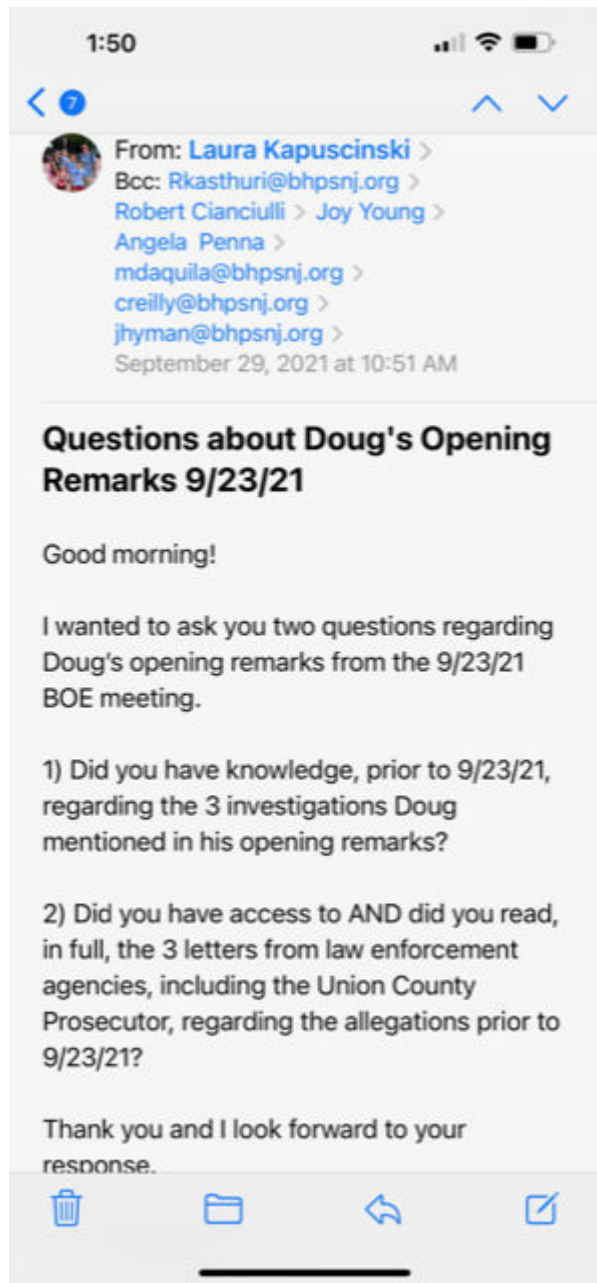 1:50
7
From: Laura Kapuscinski
Bcc: Rkasthuri@bhpsnj.org
Robert Cianciulli Joy Young
Angela Penna
mdaquila@bhpsnj.org
creilly@bhpsnj.org
jhyman@bhpsnj.org
September 29, 2021 at 10:51 AM
Questions about Doug's Opening
Remarks 9/23/21
Good morning!
I wanted to ask you two questions regarding
Doug's opening remarks from the 9/23/21
BOE meeting.
1) Did you have knowledge, prior to 9/23/21,
regarding the 3 investigations Doug
mentioned in his opening remarks?
2) Did you have access to AND did you read,
in full, the 3 letters from law enforcement
agencies, including the Union County
Prosecutor, regarding the allegations prior to
9/23/21?
Thank you and I look forward to your
response.